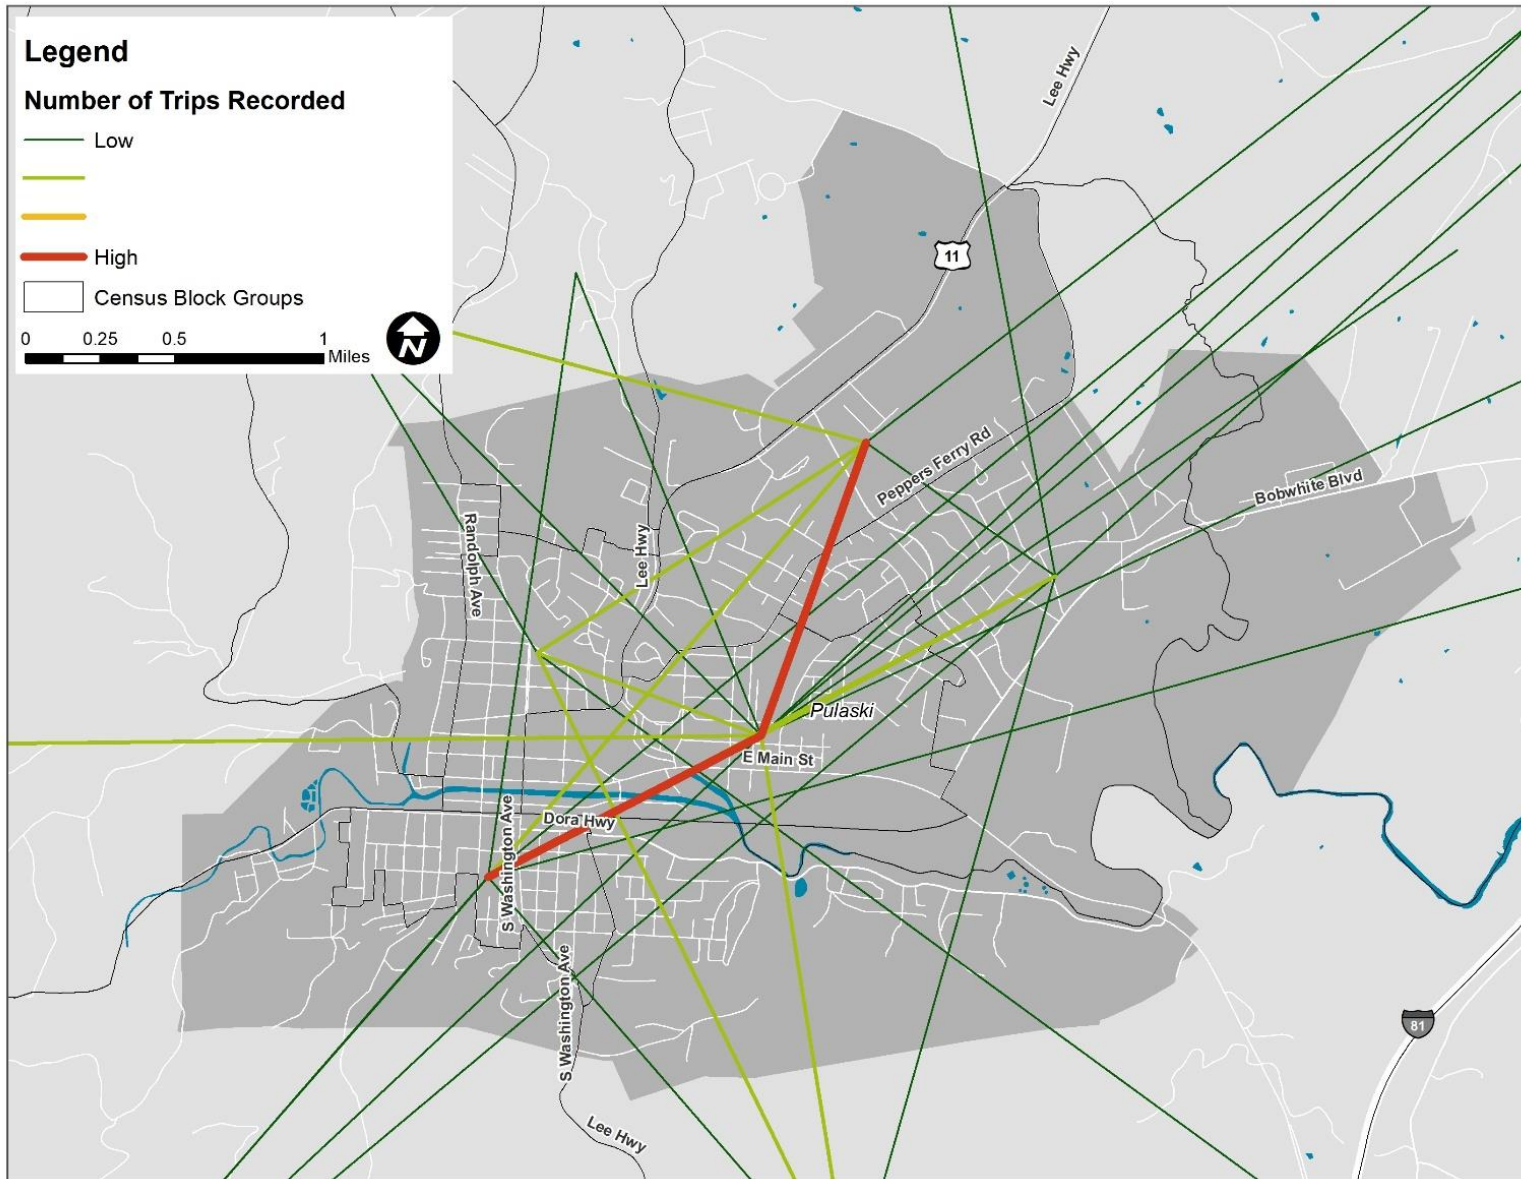 Legend
Number of Trips Recorded
Low
High
Census Block Groups
0 0.25 0.5 1
Miles
N
Lee Hwy
11
Peppers Ferry Rd
Bobwhite Blvd
Randolph Ave
Lee Hwy
Pulaski
E Main St
Dora Hwy
S Washington Ave
S Washington Ave
81
Lee Hwy